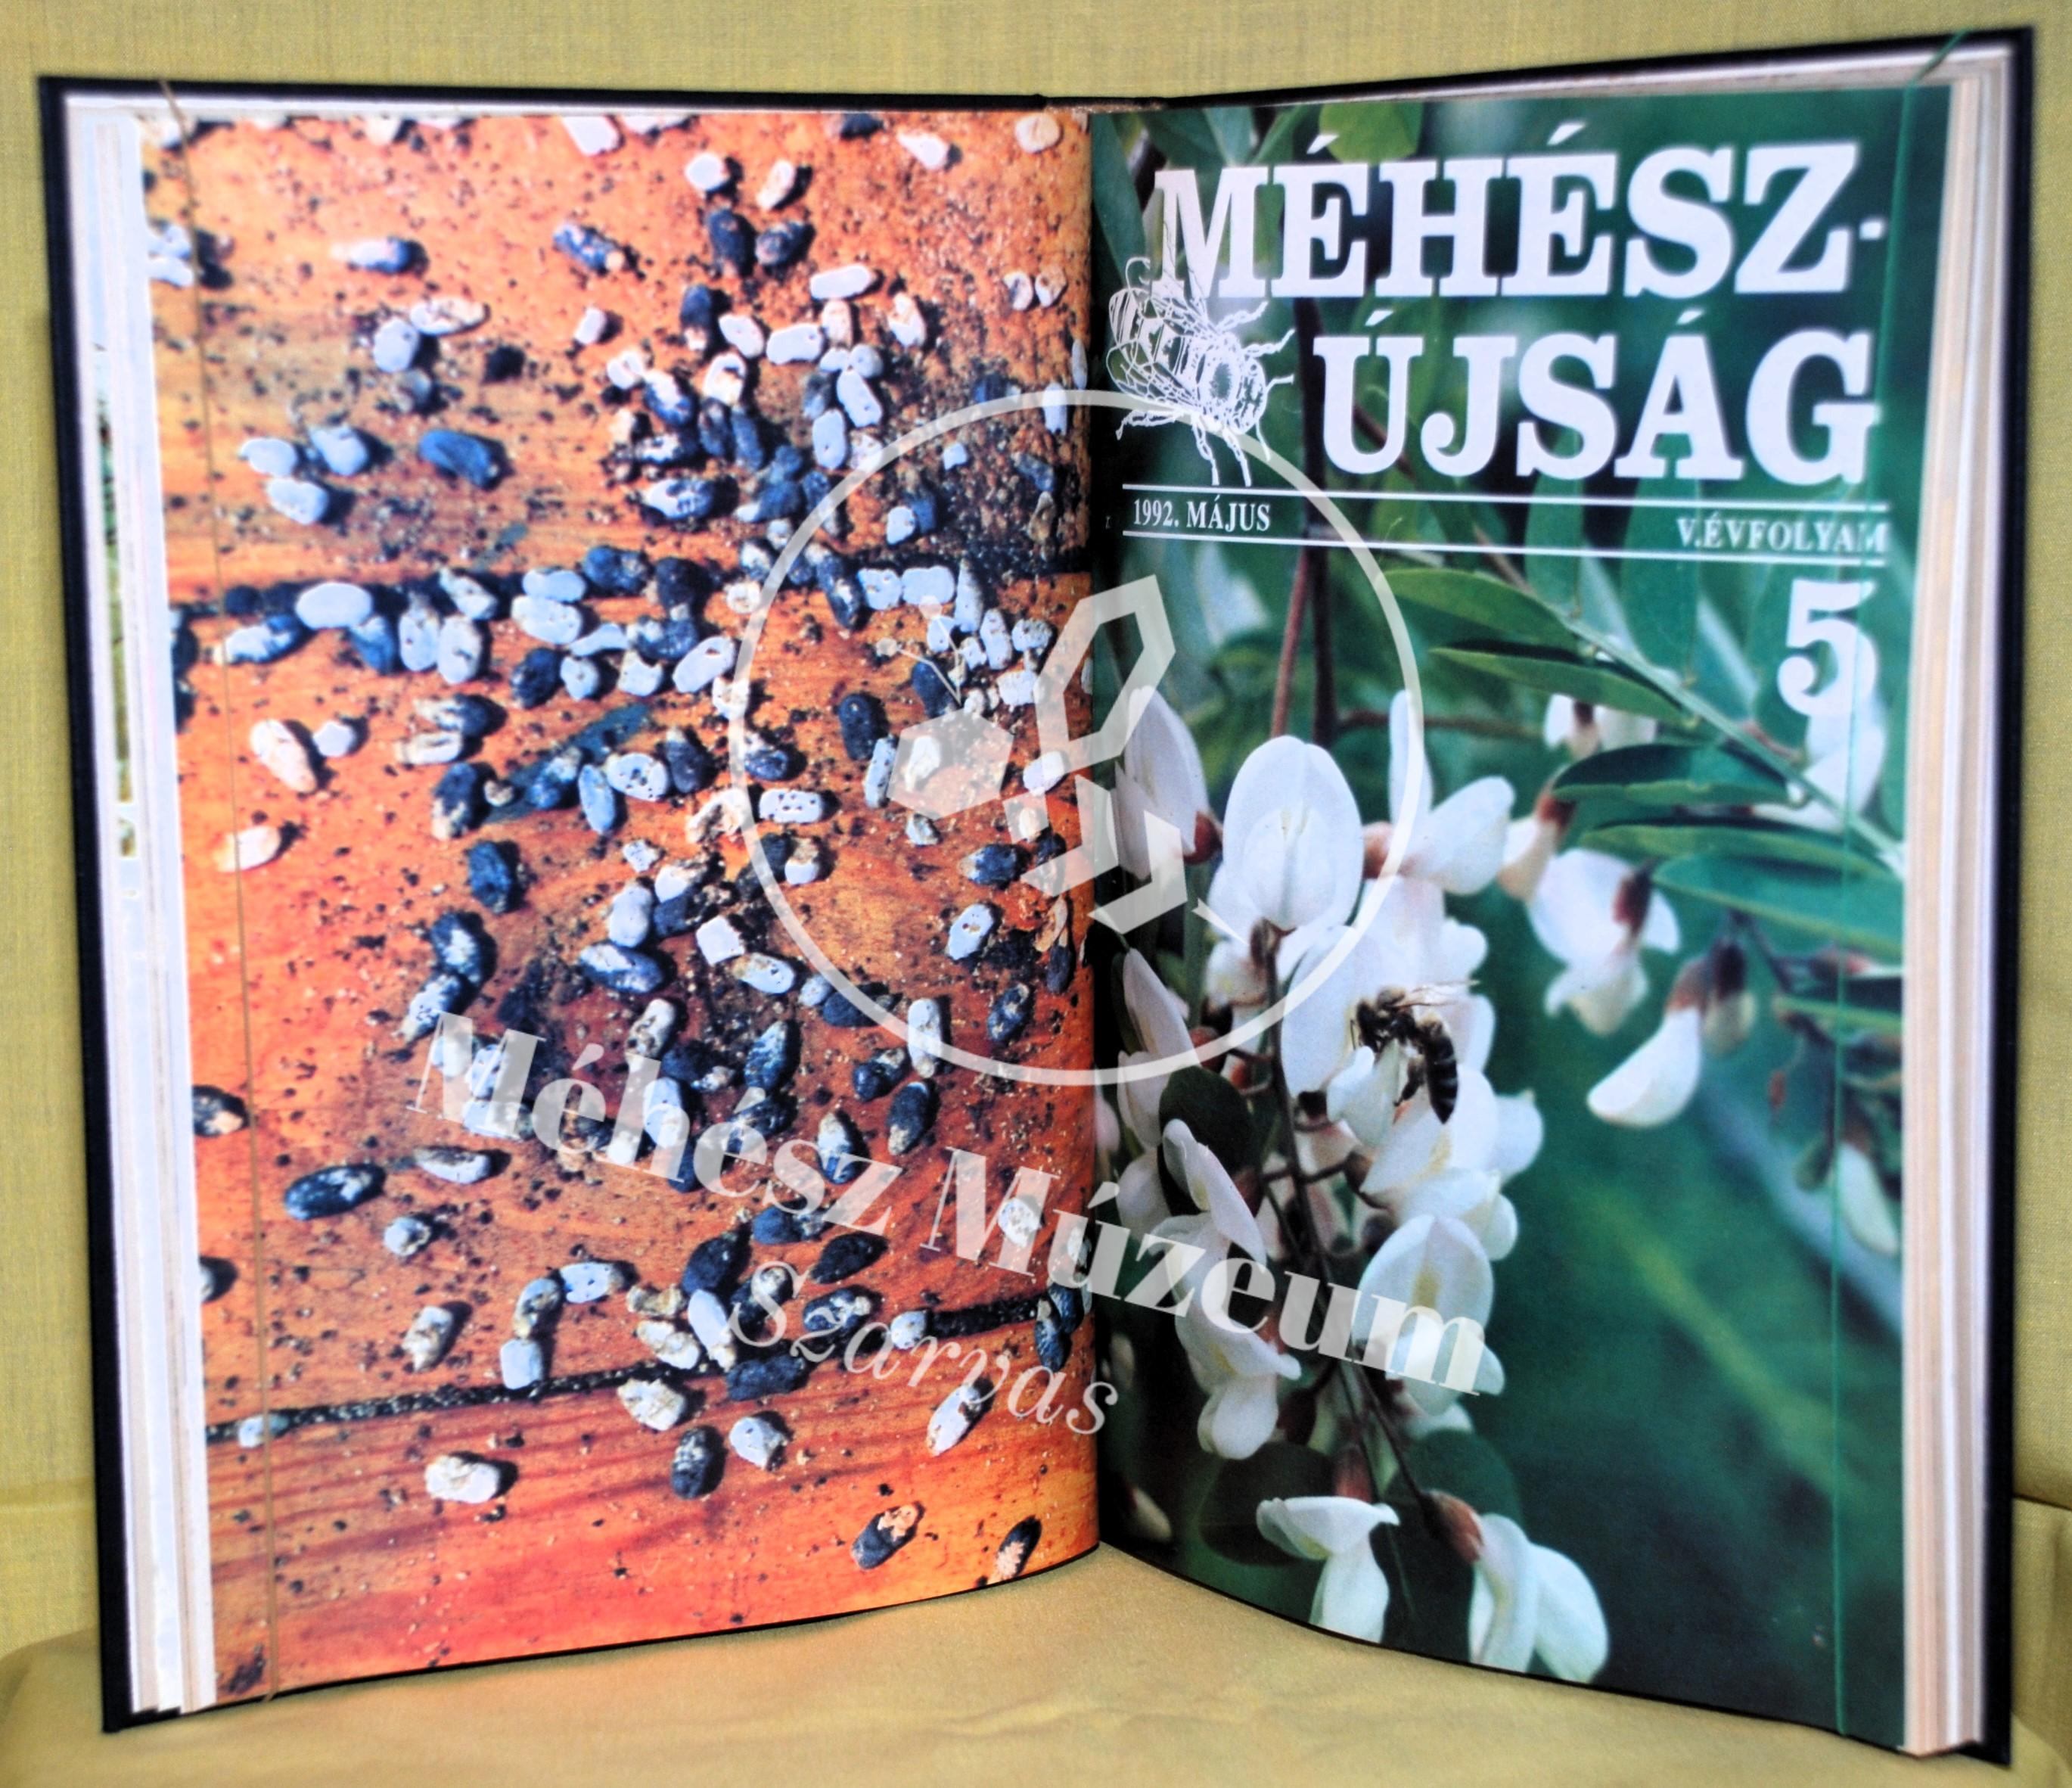 MÉHÉSZ-
ÚJSÁG
1992. MÁJUS
V.ÉVFOLYAM
5
Méhész Múzeum
Szarvas